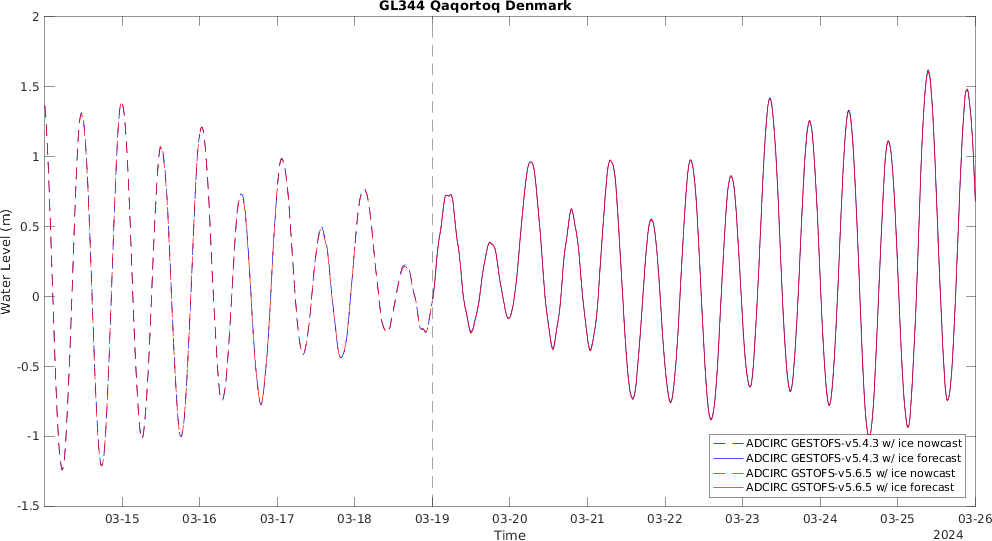 GL344 Qaqortoq Denmark
2
1.5
1
0.5
0
-0.5
-1
-1.5
Water Level (m)
03-15 03-16 03-17 03-18 03-19 03-20 03-21 03-22 03-23 03-24 03-25 03-26
Time
2024
ADCIRC GESTOFS-v5.4.3 w/ ice nowcast
ADCIRC GESTOFS-v5.4.3 w/ ice forecast
ADCIRC GSTOFS-v5.6.5 w/ ice nowcast
ADCIRC GSTOFS-v5.6.5 w/ ice forecast